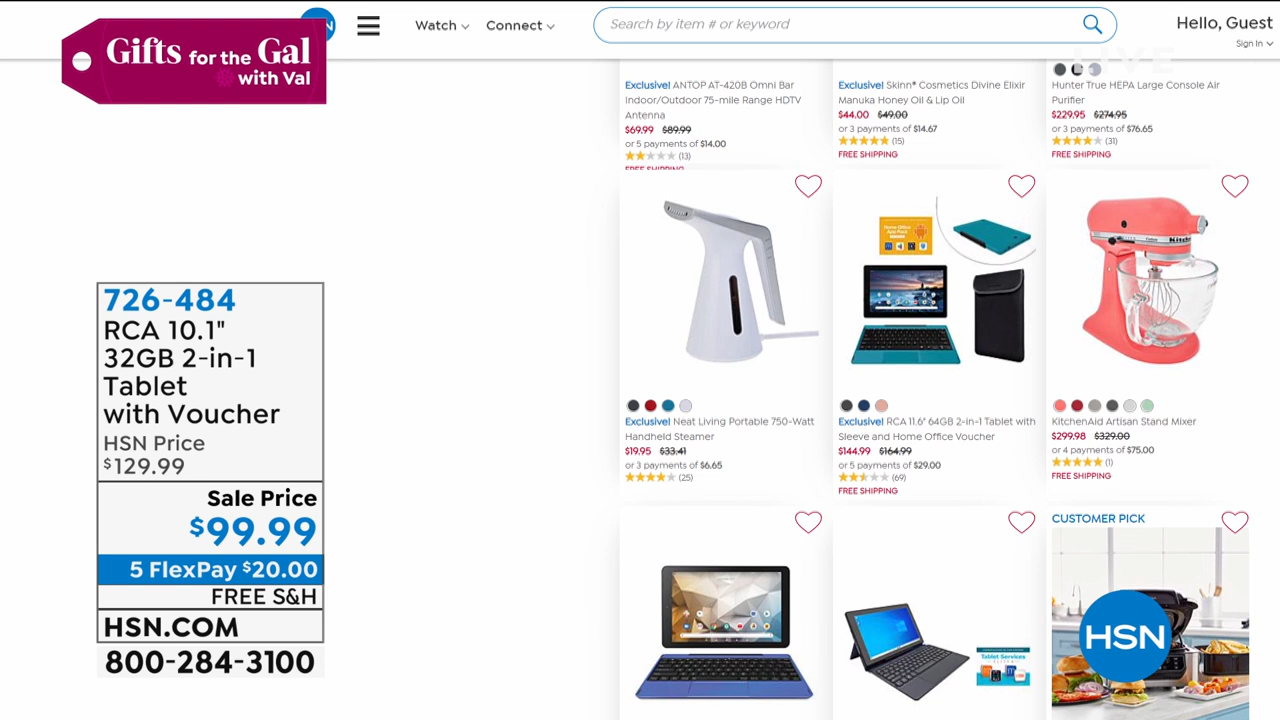 Gifts for the Gal
with Val
Watch
Connect
Search by item # or keyword
Hello, Guest
Sign In
LIVE
726-484
RCA 10.1"
32GB 2-in-1
Tablet
with Voucher
HSN Price
$129.99
Sale Price
$99.99
5 FlexPay $20.00
FREE S&H
HSN.COM
800-284-3100
Exclusive! ANTOP AT-420B Omni Bar
Indoor/Outdoor 75-mile Range HDTV
Antenna
$69.99 $89.99
or 5 payments of $14.00
(13)
FREE SHIPPING
Exclusive! Skinn® Cosmetics Divine Elixir
Manuka Honey Oil & Lip Oil
$44.00 $49.00
or 3 payments of $14.67
(15)
FREE SHIPPING
Hunter True HEPA Large Console Air
Purifier
$229.95 $274.95
or 3 payments of $76.65
(31)
FREE SHIPPING
Exclusive! Neat Living Portable 750-Watt
Handheld Steamer
$19.95 $33.41
or 3 payments of $6.65
(25)
Home Office
App Pack
Exclusive! RCA 11.6" 64GB 2-in-1 Tablet with
Sleeve and Home Office Voucher
$144.99 $164.99
or 5 payments of $29.00
(69)
FREE SHIPPING
KitchenAid Artisan Stand Mixer
$299.98 $329.00
or 4 payments of $75.00
(1)
FREE SHIPPING
Tablet Services
CUSTOMER PICK
HSN